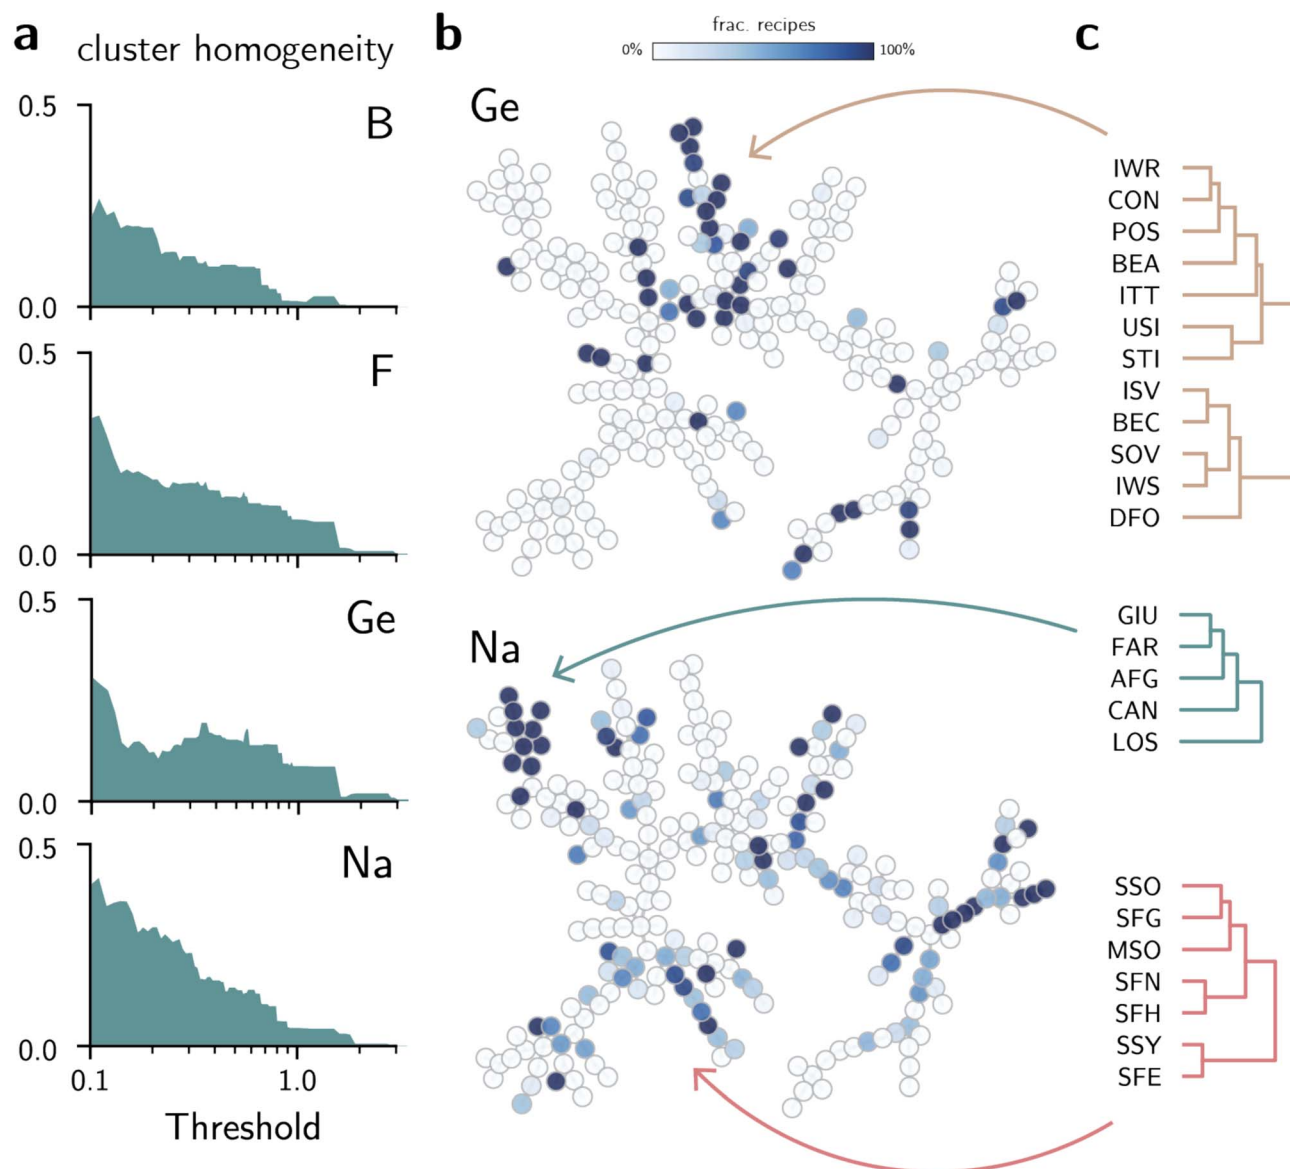 a
cluster homogeneity
0.5
B
0.0
0.5
F
0.0
0.5
Ge
0.0
0.5
Na
0.0
0.1
1.0
Threshold
b
frac. recipes
0%
100%
Ge
Na
c
IWR
CON
POS
BEA
ITT
USI
STI
ISV
BEC
SOV
IWS
DFO
GIU
FAR
AFG
CAN
LOS
SSO
SFG
MSO
SFN
SFH
SSY
SFE